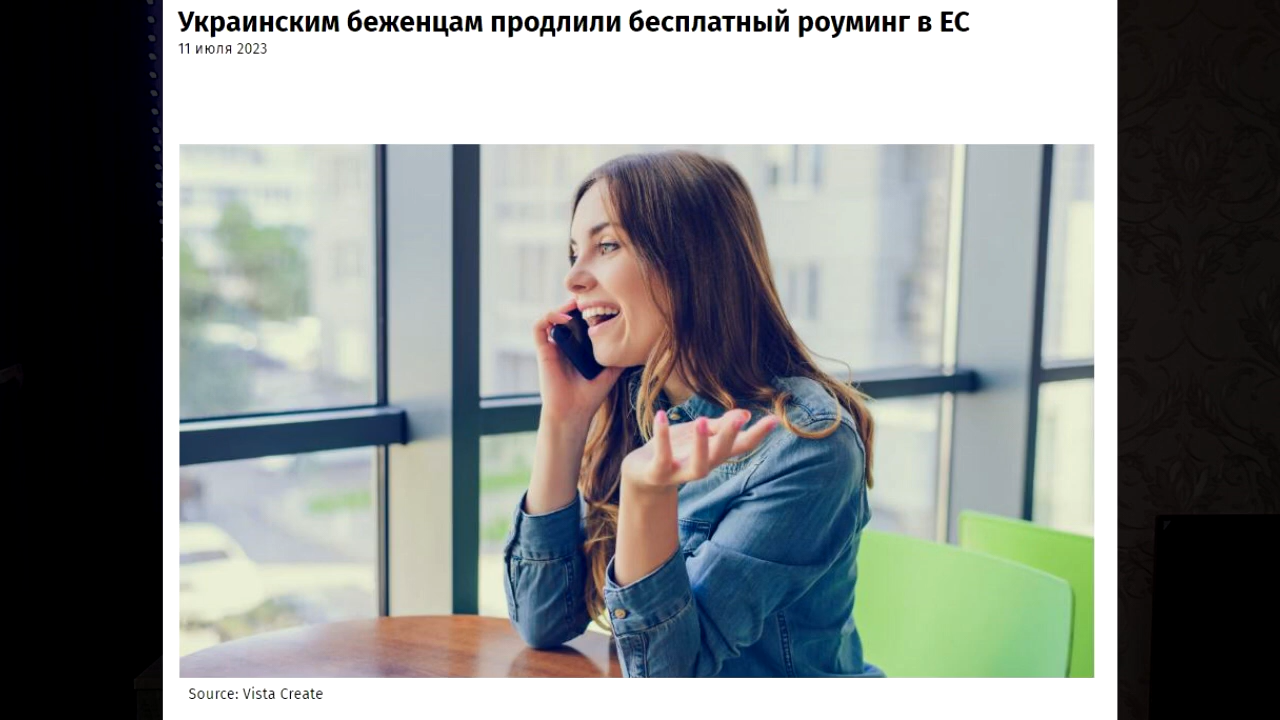 Украинским беженцам продлили бесплатный роуминг в ЕС
11 июля 2023
Source: Vista Create